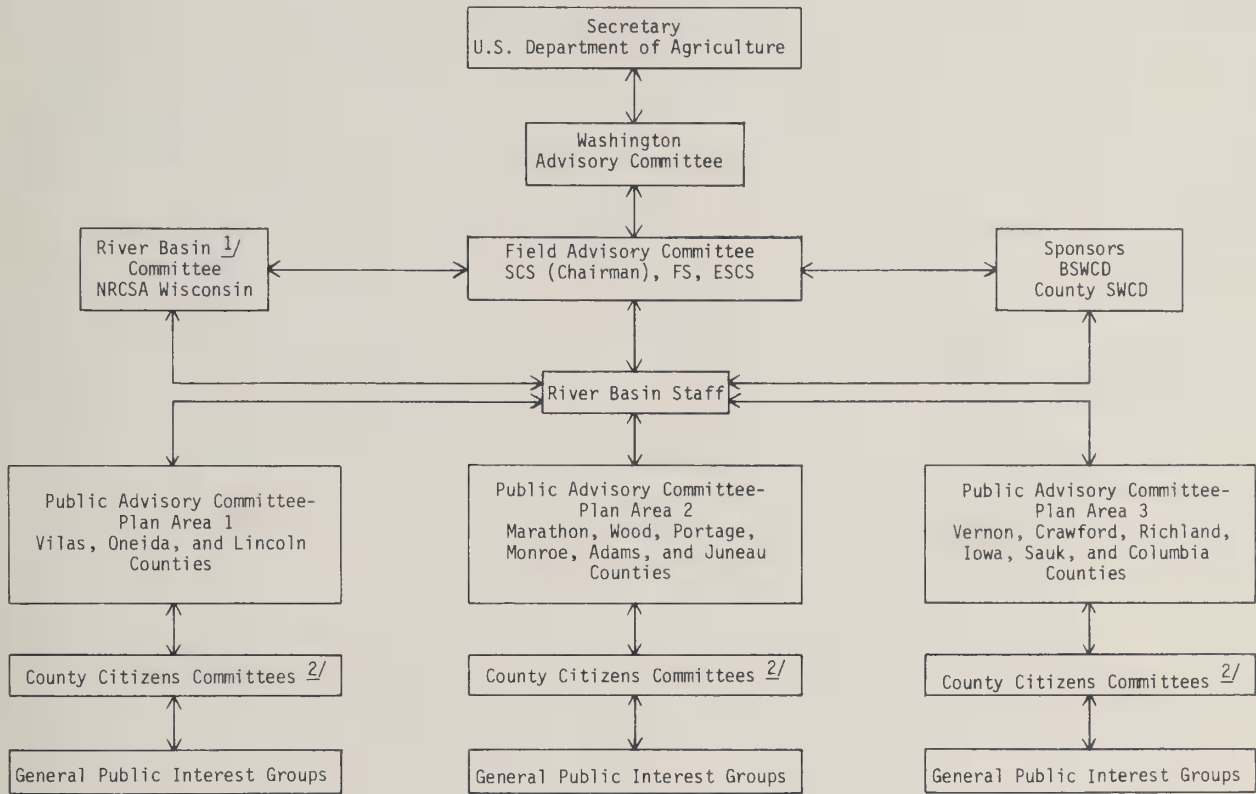 Secretary
U.S. Department of Agriculture
Washington
Advisory Committee
River Basin 1/
Committee
NRCSA Wisconsin
Field Advisory Committee
SCS (Chairman), FS, ESCS
Sponsors
BSWCD
County SWCD
River Basin Staff
Public Advisory Committee-
Plan Area 1
Vilas, Oneida, and Lincoln
Counties
Public Advisory Committee-
Plan Area 2
Marathon, Wood, Portage,
Monroe, Adams, and Juneau
Counties
Public Advisory Committee-
Plan Area 3
Vernon, Crawford, Richland,
Iowa, Sauk, and Columbia
Counties
County Citizens Committees 2/
County Citizens Committees 2/
County Citizens Committees 2/
General Public Interest Groups
General Public Interest Groups
General Public Interest Groups